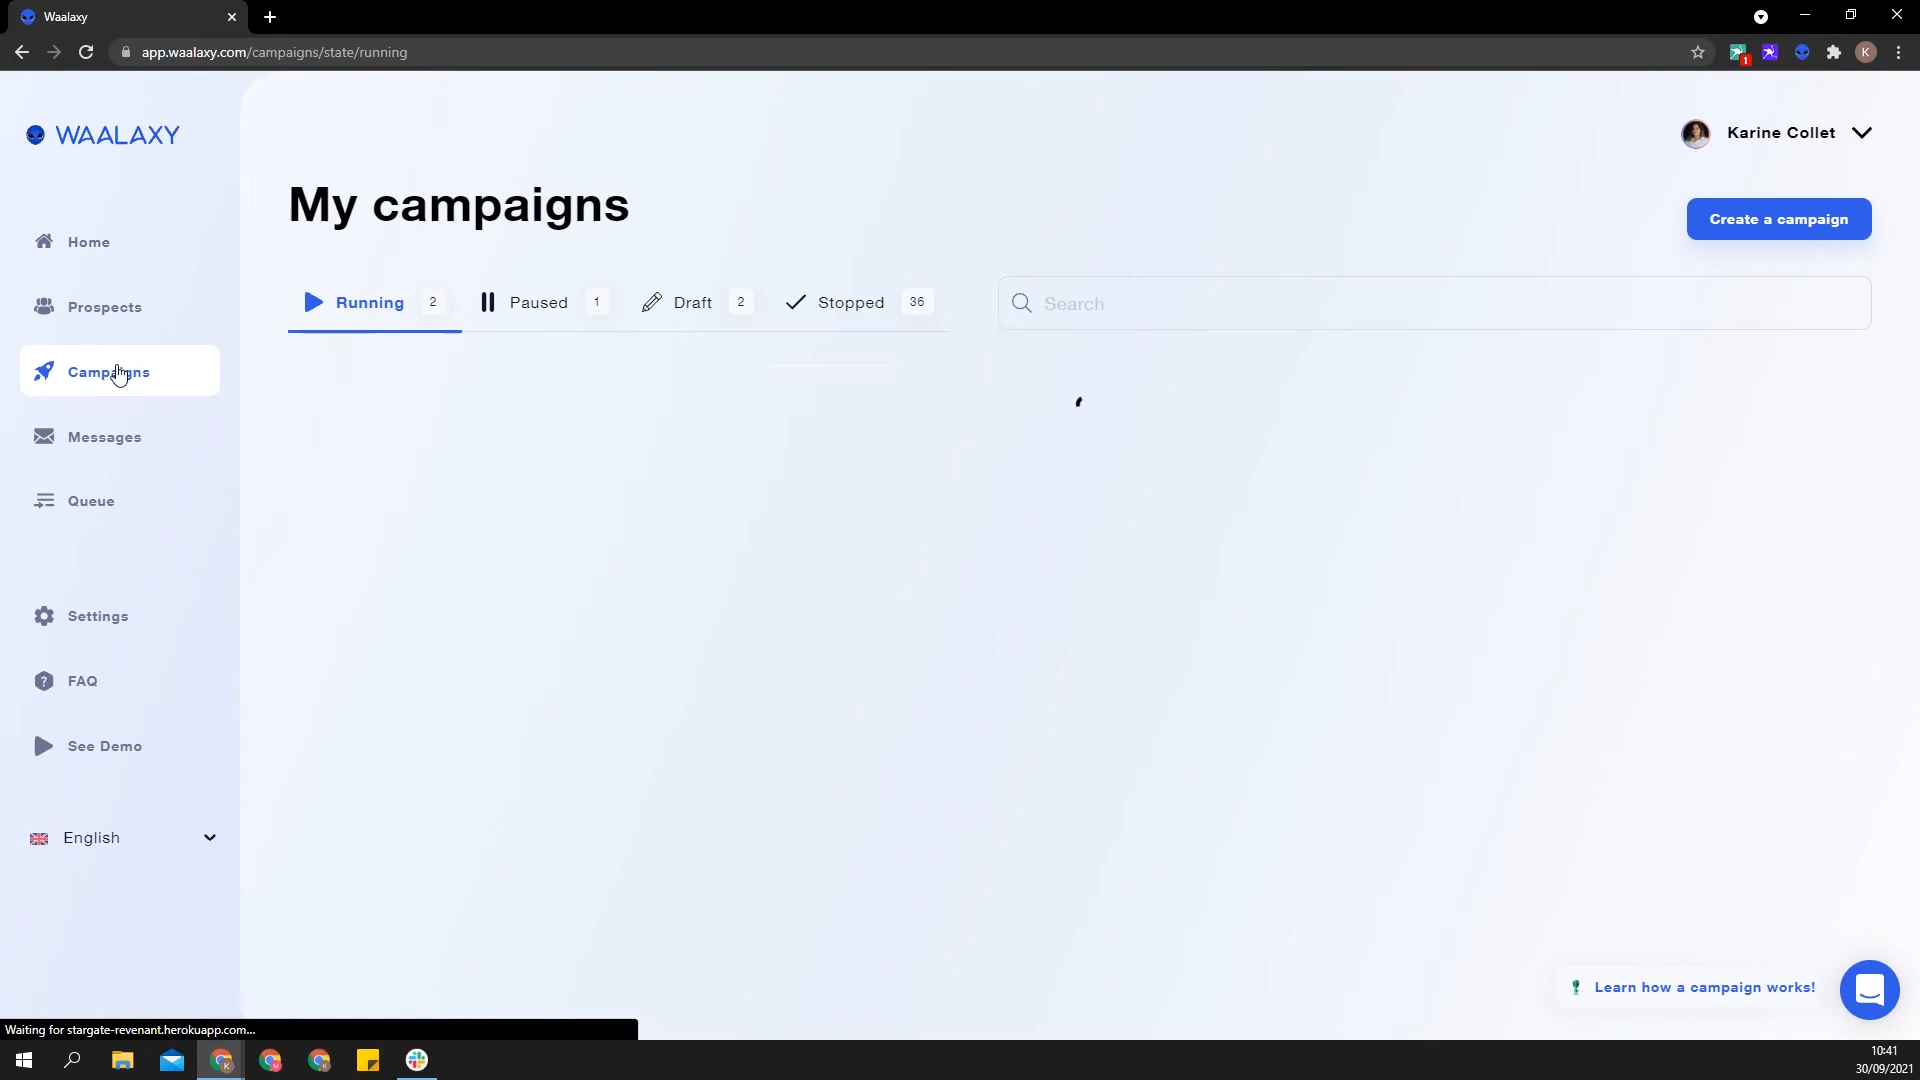 Waalaxy
app.waalaxy.com/campaigns/state/running
K
1
WAALAXY
Karine Collet
My campaigns
Create a campaign
Home
Prospects
Campaigns
Messages
Queue
Running 2
Paused 1
Draft 2
Stopped 36
Search
Settings
FAQ
See Demo
English
Learn how a campaign works!
Waiting for stargate-revenant.herokuapp.com...
10:41
30/09/2021